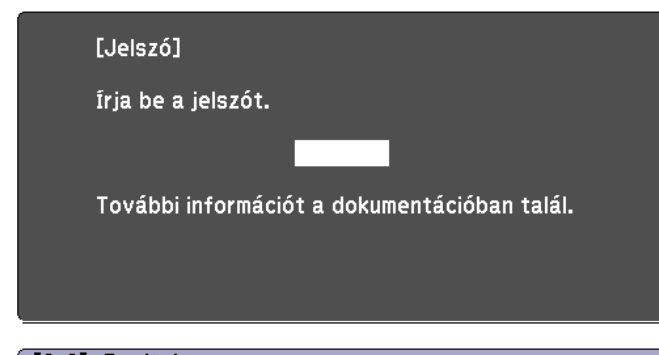 [Jelszó]
Írja be a jelszót.
További információt a dokumentációban talál.